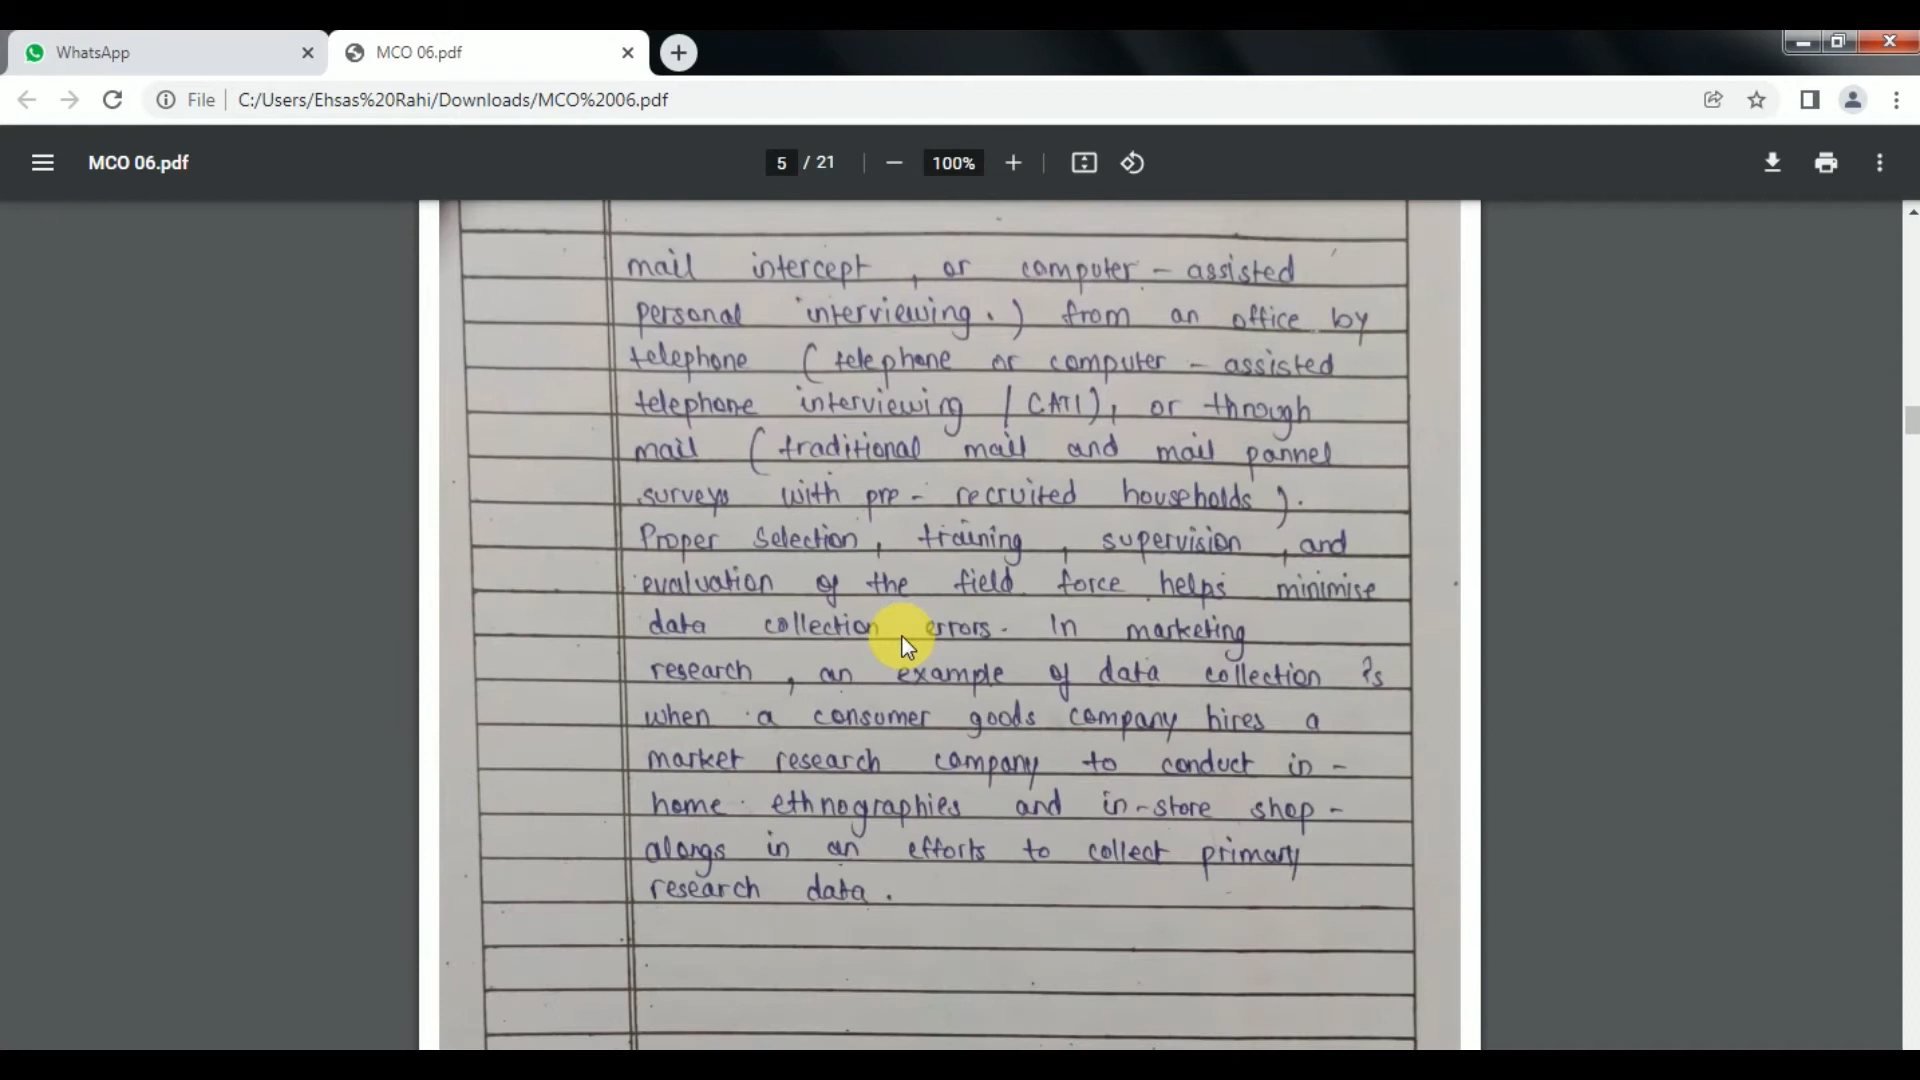 WhatsApp
MCO 06.pdf
File
C:/Users/Ehsas%20Rahi/Downloads/MCO%2006.pdf
MCO 06.pdf
5 / 21
100%
mail intercept, or computer - assisted
personal interviewing.) from an office by
telephone (telephone or computer - assisted
telephone interviewing / CATI), or through
mail (traditional mail and mail pannel
surveys with pre - recruited households).
Proper selection, training, supervision, and
evaluation of the field force helps minimise
data collection errors. In marketing
research, an example of data collection is
when a consumer goods company hires a
market research company to conduct in -
home ethnographies and in-store shop -
alongs in an efforts to collect primary
research data.